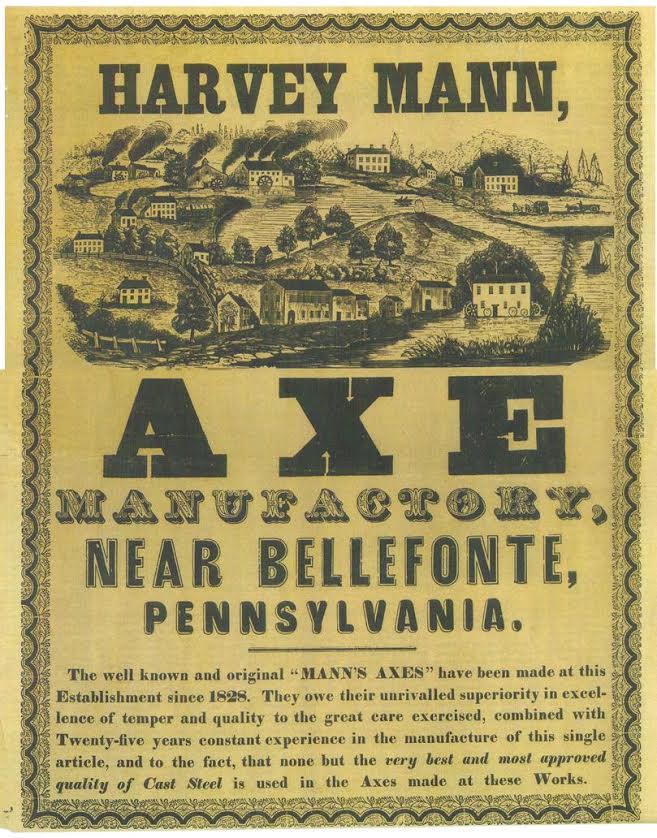 HARVEY MANN,
AXE
MANUFACTORY,
NEAR BELLEFONTE,
PENNSYLVANIA.
The well known and original "MANN'S AXES" have been made at this
Establishment since 1828. They owe their unrivalled superiority in excel-
lence of temper and quality to the great care exercised, combined with
Twenty-five years constant experience in the manufacture of this single
article, and to the fact, that none but the very best and most approved
quality of Cast Steel is used in the Axes made at these Works.